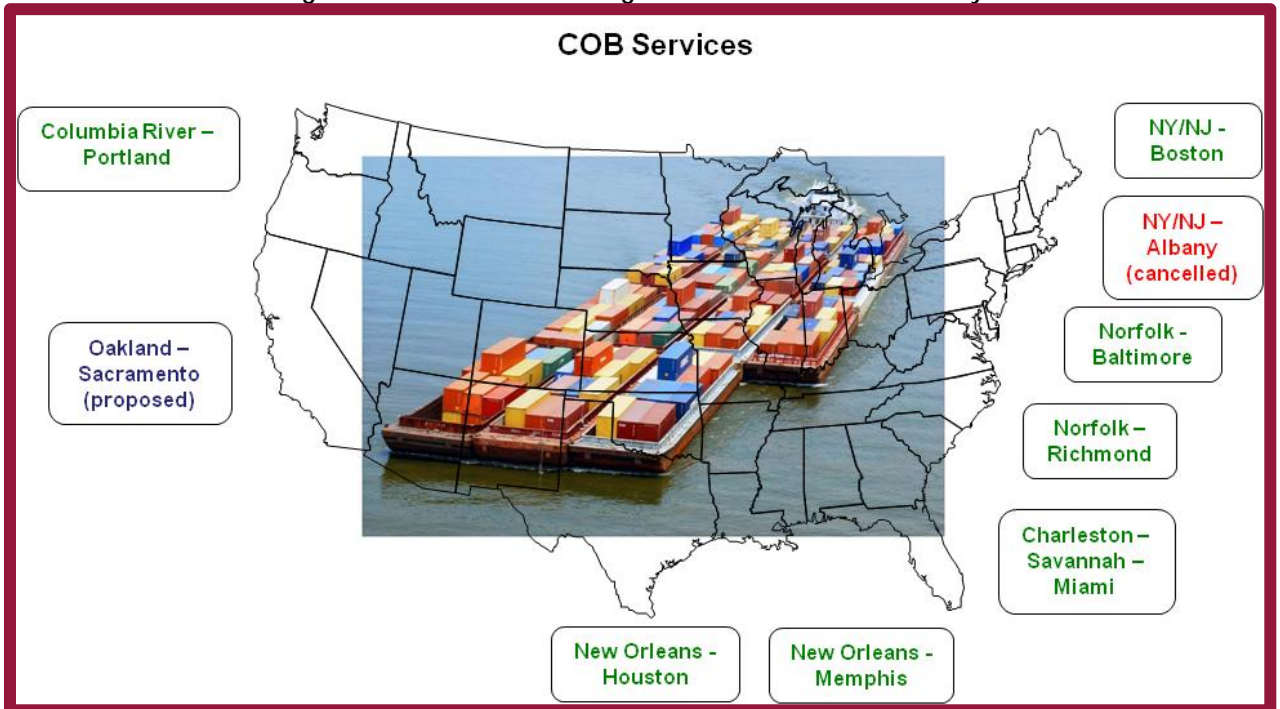 COB Services
Columbia River –
Portland
NY/NJ -
Boston
NY/NJ –
Albany
(cancelled)
Oakland –
Sacramento
(proposed)
Norfolk -
Baltimore
Norfolk –
Richmond
Charleston –
Savannah –
Miami
New Orleans -
Houston
New Orleans -
Memphis